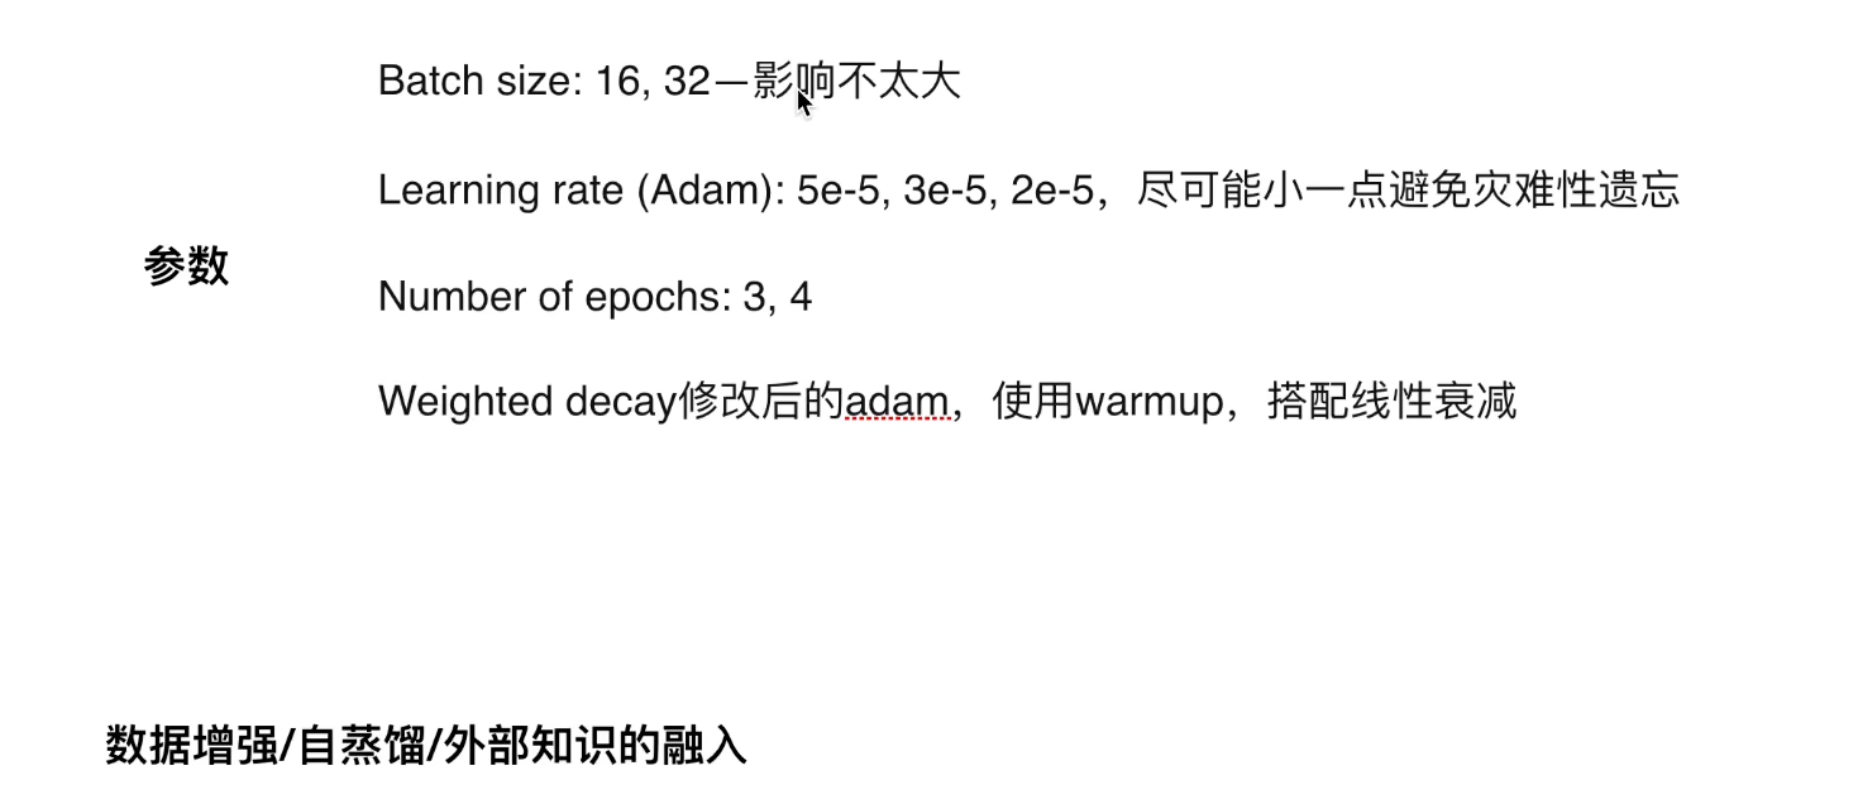 Batch size: 16, 32—影响不太大
Learning rate (Adam): 5e-5, 3e-5, 2e-5，尽可能小一点避免灾难性遗忘
参数
Number of epochs: 3, 4
Weighted decay修改后的adam，使用warmup，搭配线性衰减
数据增强/自蒸馏/外部知识的融入